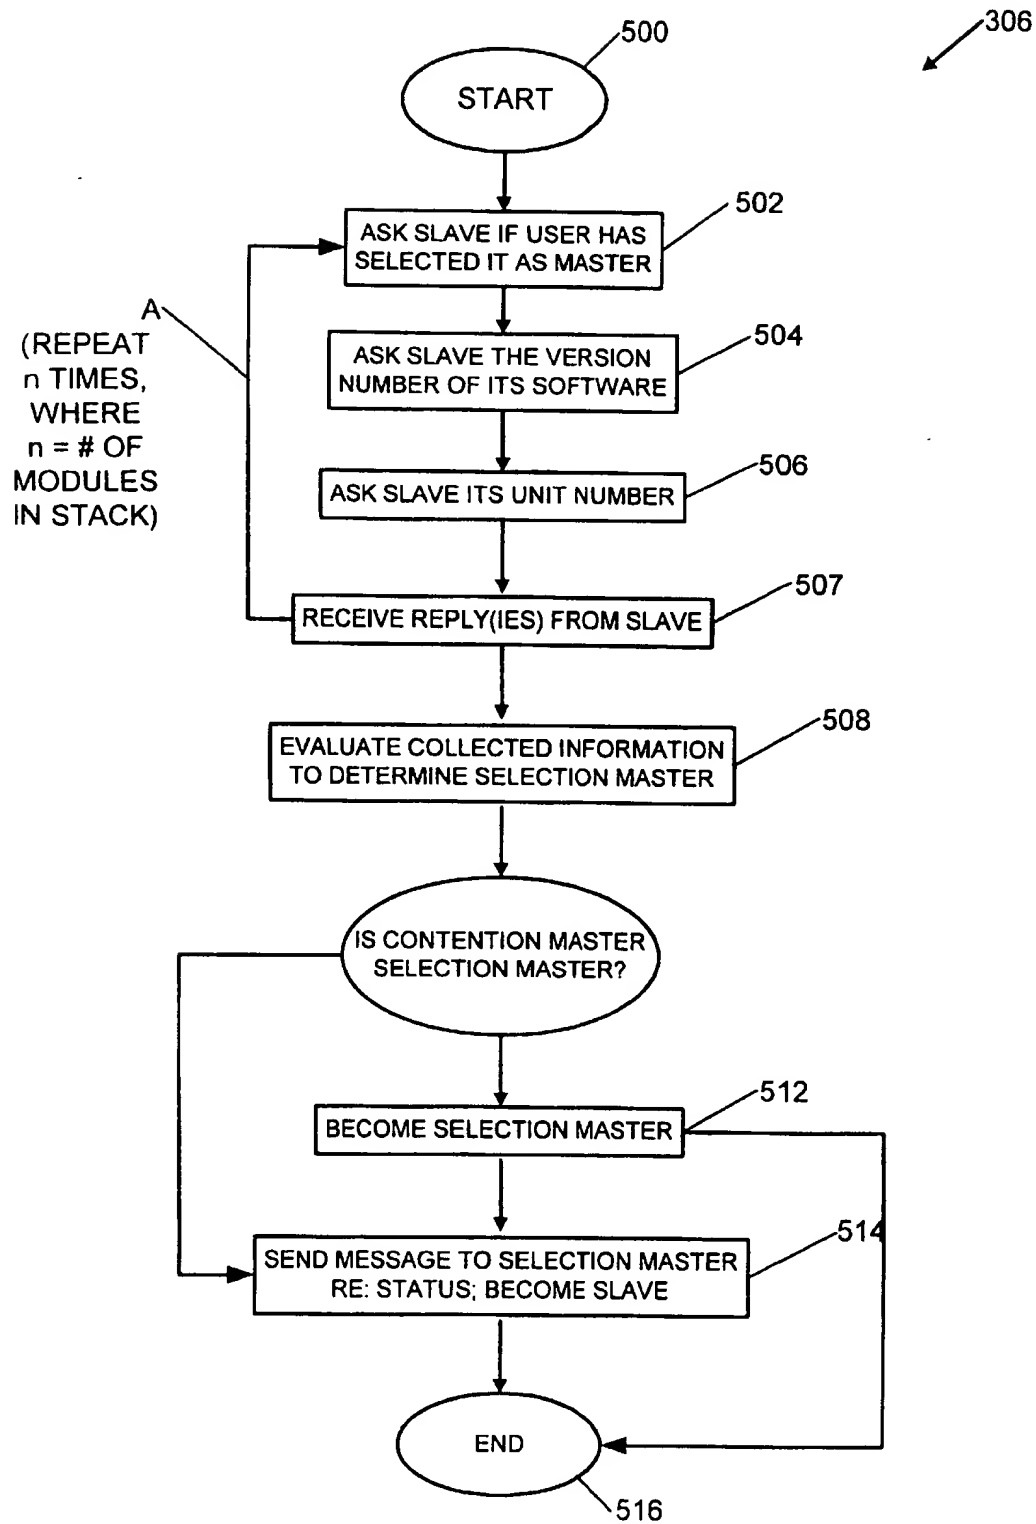 306
500
START
502
ASK SLAVE IF USER HAS
SELECTED IT AS MASTER
A
(REPEAT
n TIMES,
WHERE
n = # OF
MODULES
IN STACK)
504
ASK SLAVE THE VERSION
NUMBER OF ITS SOFTWARE
506
ASK SLAVE ITS UNIT NUMBER
507
RECEIVE REPLY(IES) FROM SLAVE
508
EVALUATE COLLECTED INFORMATION
TO DETERMINE SELECTION MASTER
IS CONTENTION MASTER
SELECTION MASTER?
512
BECOME SELECTION MASTER
514
SEND MESSAGE TO SELECTION MASTER
RE: STATUS; BECOME SLAVE
END
516